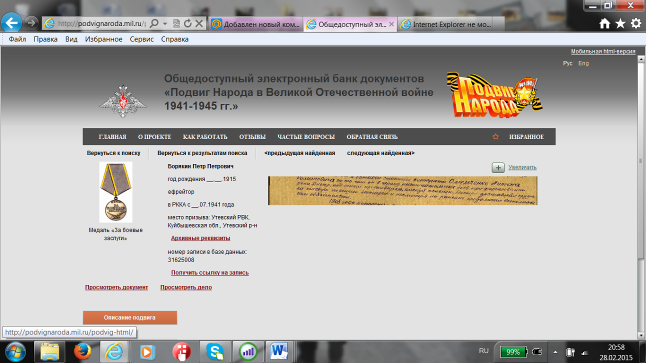 http://podvignaroda.mil.ru/
Добавлен новый ком...
Общедоступный эл...
Internet Explorer не мо...
Файл Правка Вид Избранное Сервис Справка
Мобильная html-версия
Рус Eng
Общедоступный электронный банк документов
«Подвиг Народа в Великой Отечественной войне
1941-1945 гг.»
ПОДВИГ
НАРОДА
ГЛАВНАЯ О ПРОЕКТЕ КАК РАБОТАТЬ ОТЗЫВЫ ЧАСТЫЕ ВОПРОСЫ ОБРАТНАЯ СВЯЗЬ ИЗБРАННОЕ
Вернуться к поиску Вернуться к результатам поиска <предыдущая найденная следующая найденная>
Борякин Петр Петрович
Увеличить
год рождения __.__.1915
ефрейтор
в РККА с __.07.1941 года
место призыва: Утевский РВК,
Куйбышевская обл., Утевский р-н
Медаль «За боевые
заслуги»
Архивные реквизиты
номер записи в базе данных:
31625008
Получить ссылку на запись
Просмотреть документ Просмотреть дело
Описание подвига
http://podvignaroda.mil.ru/podvig-html/
RU
99%
20:58
28.02.2015